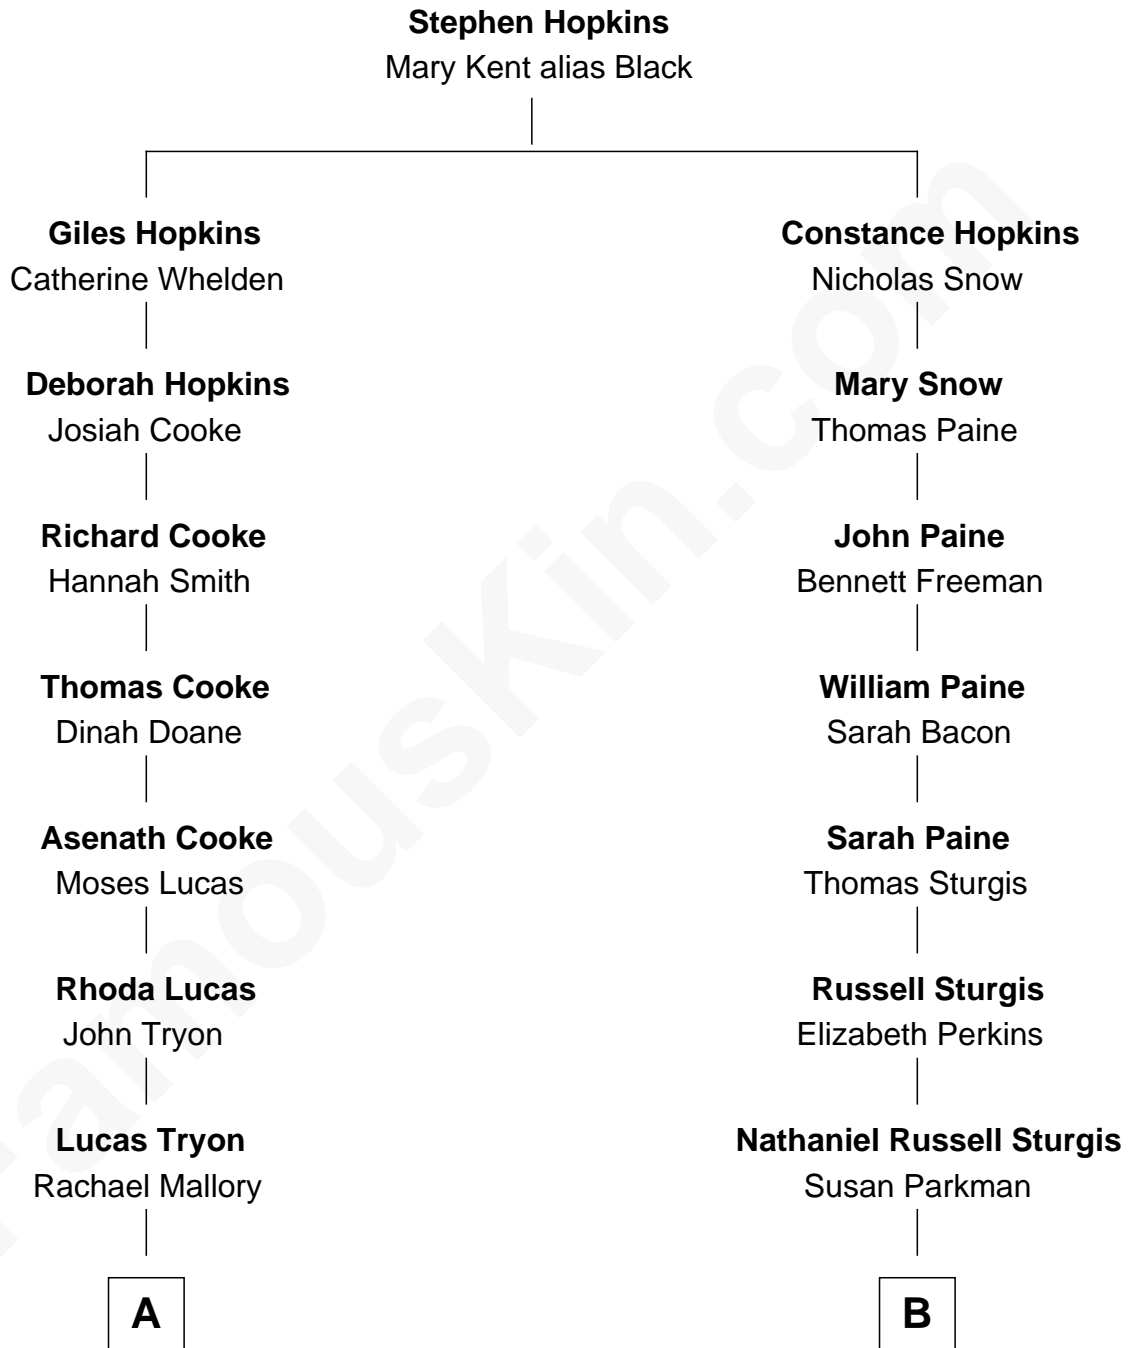 Stephen Hopkins
Mary Kent alias Black
Giles Hopkins
Catherine Whelden
Deborah Hopkins
Josiah Cooke
Richard Cooke
Hannah Smith
Thomas Cooke
Dinah Doane
Asenath Cooke
Moses Lucas
Rhoda Lucas
John Tryon
Lucas Tryon
Rachael Mallory
A
Constance Hopkins
Nicholas Snow
Mary Snow
Thomas Paine
John Paine
Bennett Freeman
William Paine
Sarah Bacon
Sarah Paine
Thomas Sturgis
Russell Sturgis
Elizabeth Perkins
Nathaniel Russell Sturgis
Susan Parkman
B
FamousKin.com